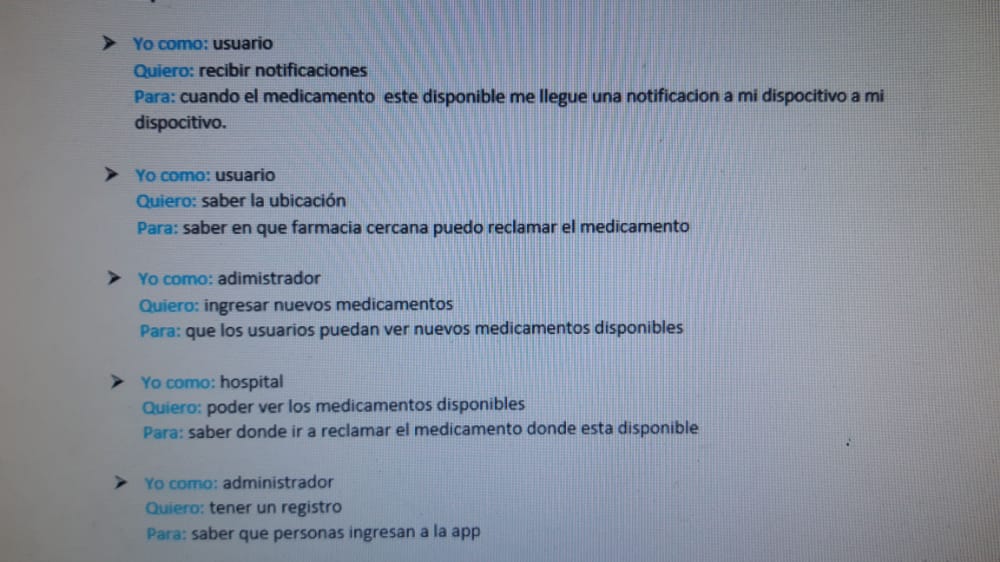 Yo como: usuario
Quiero: recibir notificaciones
Para: cuando el medicamento este disponible me llegue una notificacion a mi dispocitivo a mi
dispocitivo.
Yo como: usuario
Quiero: saber la ubicación
Para: saber en que farmacia cercana puedo reclamar el medicamento
Yo como: adimistrador
Quiero: ingresar nuevos medicamentos
Para: que los usuarios puedan ver nuevos medicamentos disponibles
Yo como: hospital
Quiero: poder ver los medicamentos disponibles
Para: saber donde ir a reclamar el medicamento donde esta disponible
Yo como: administrador
Quiero: tener un registro
Para: saber que personas ingresan a la app